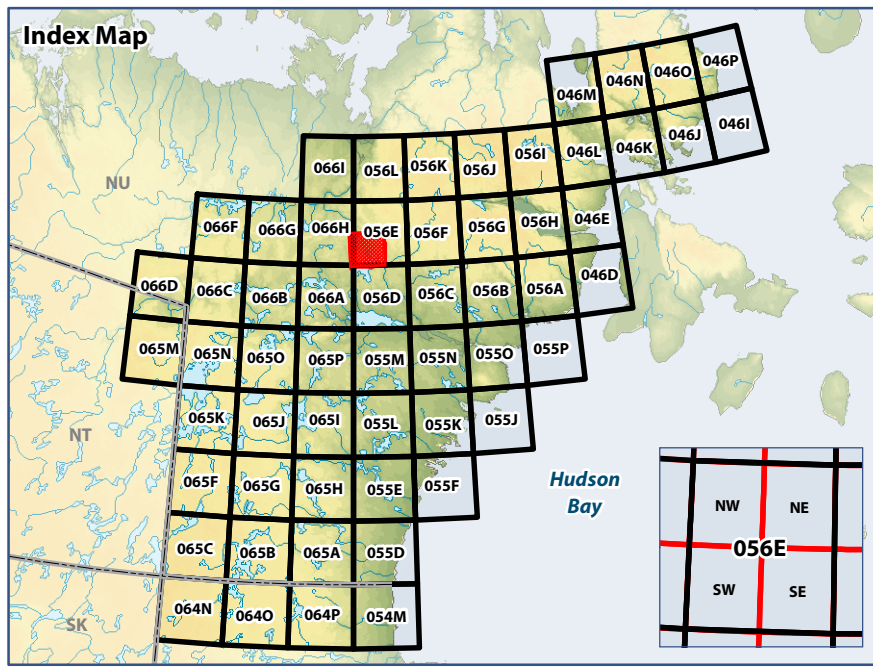 Index Map
046M 046N 046O 046P
066I 056L 056K 056J 056I 046L 046K 046J 046I
NU
066F 066G 066H 056E 056F 056G 056H 046E
066D 066C 066B 066A 056D 056C 056B 056A 046D
065M 065N 065O 065P 055M 055N 055O 055P
NT
065K 065J 065I 055L 055K 055J
065F 065G 065H 055E 055F
Hudson
Bay
065C 065B 065A 055D
SK
064N 064O 064P 054M
NW NE
056E
SW SE